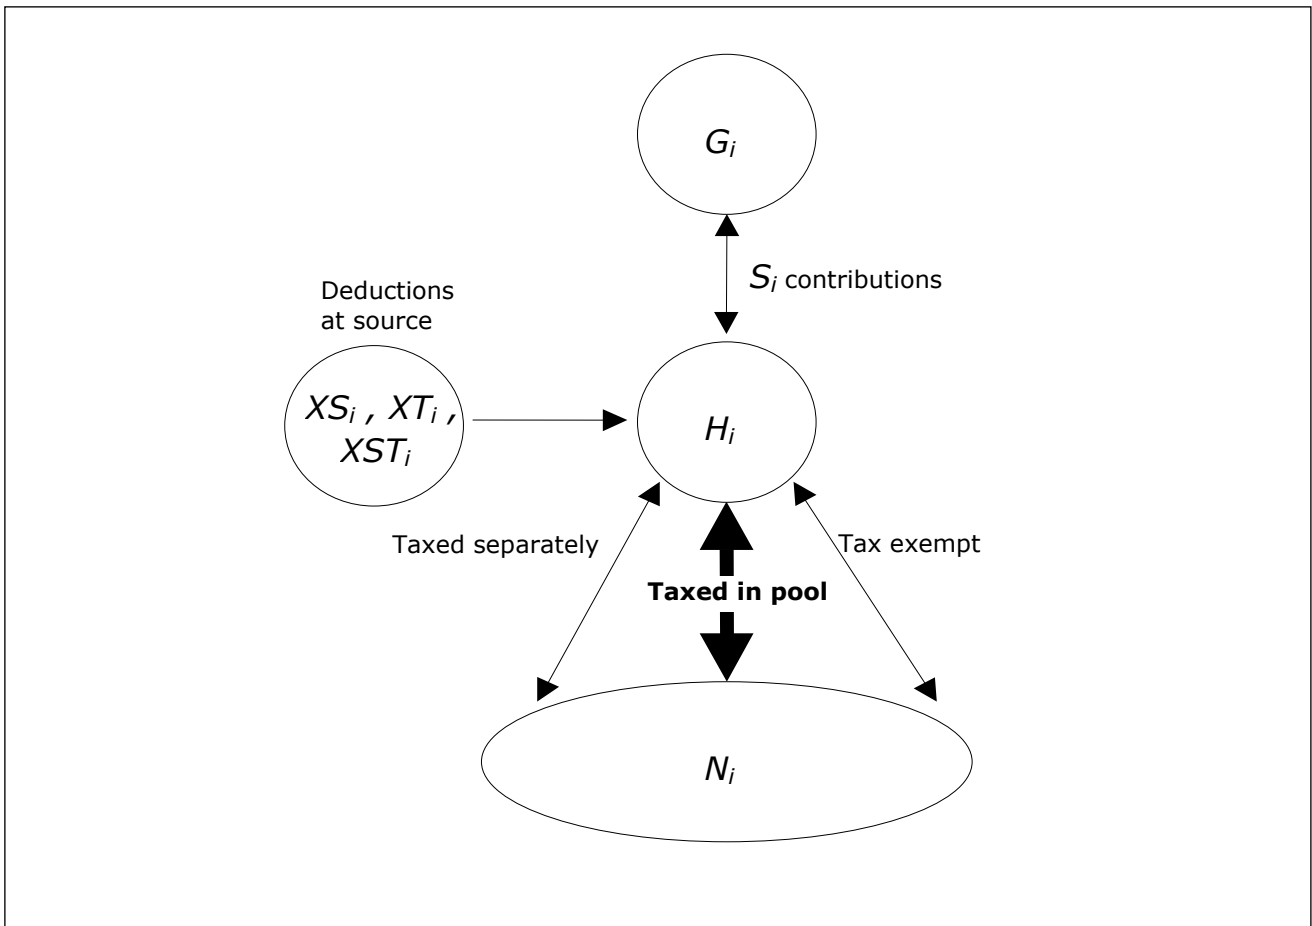 Gi
Si contributions
Deductions
at source
XSi , XTi ,
XSTi
Hi
Taxed separately
Tax exempt
Taxed in pool
Ni